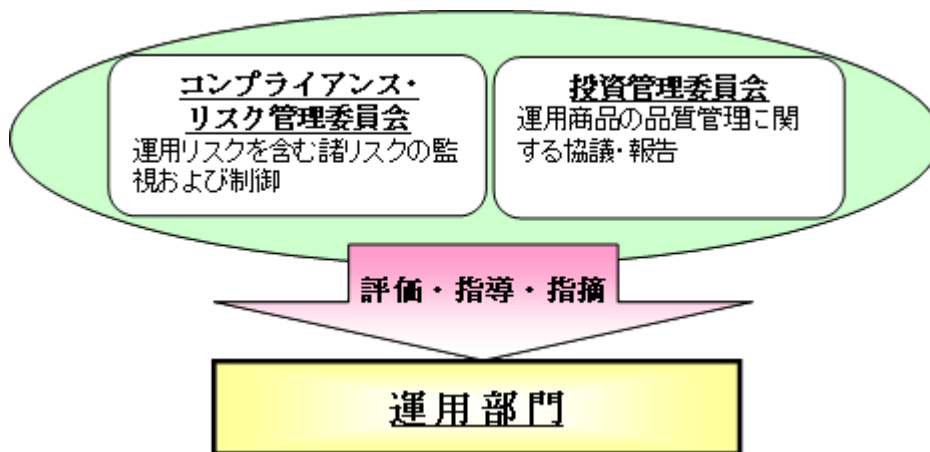 コンプライアンス・
リスク管理委員会
運用リスクを含む諸リスクの監
視および制御
投資管理委員会
運用商品の品質管理に関
する協議・報告
評価・指導・指摘
運用部門